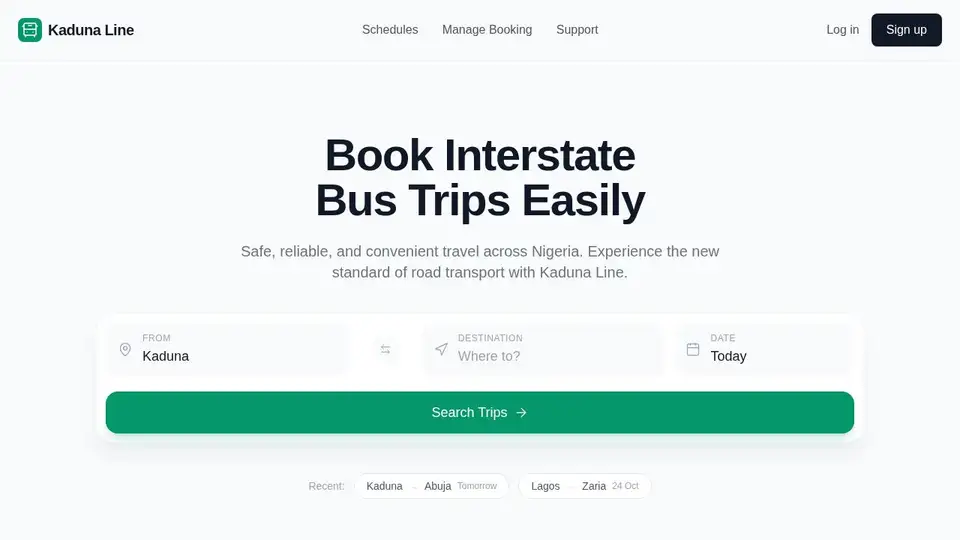 Kaduna Line
Schedules
Manage Booking
Support
Log in
Sign up
Book Interstate
Bus Trips Easily
Safe, reliable, and convenient travel across Nigeria. Experience the new
standard of road transport with Kaduna Line.
FROM
Kaduna
DESTINATION
Where to?
DATE
Today
Search Trips →
Recent:
Kaduna → Abuja Tomorrow
Lagos → Zaria 24 Oct